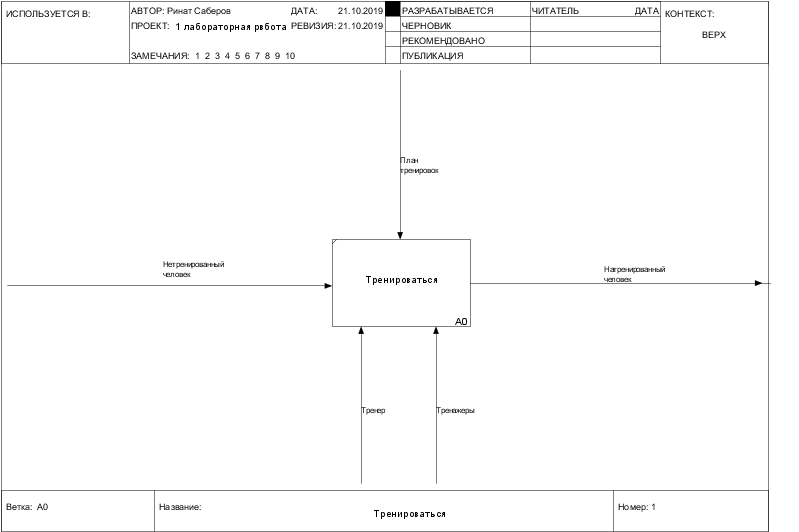 ИСПОЛЬЗУЕТСЯ В:
АВТОР: Ринат Саберов ДАТА: 21.10.2019
ПРОЕКТ: 1 лабораторная рвбота РЕВИЗИЯ: 21.10.2019
ЗАМЕЧАНИЯ: 1 2 3 4 5 6 7 8 9 10
РАЗРАБАТЫВАЕТСЯ
ЧЕРНОВИК
РЕКОМЕНДОВАНО
ПУБЛИКАЦИЯ
ЧИТАТЕЛЬ ДАТА
КОНТЕКСТ:
ВЕРХ
План
тренировок
Нетренированный
человек
Тренироваться
A0
Натренированный
человек
Тренер
Тренажеры
Ветка: A0
Название:
Тренироваться
Номер: 1